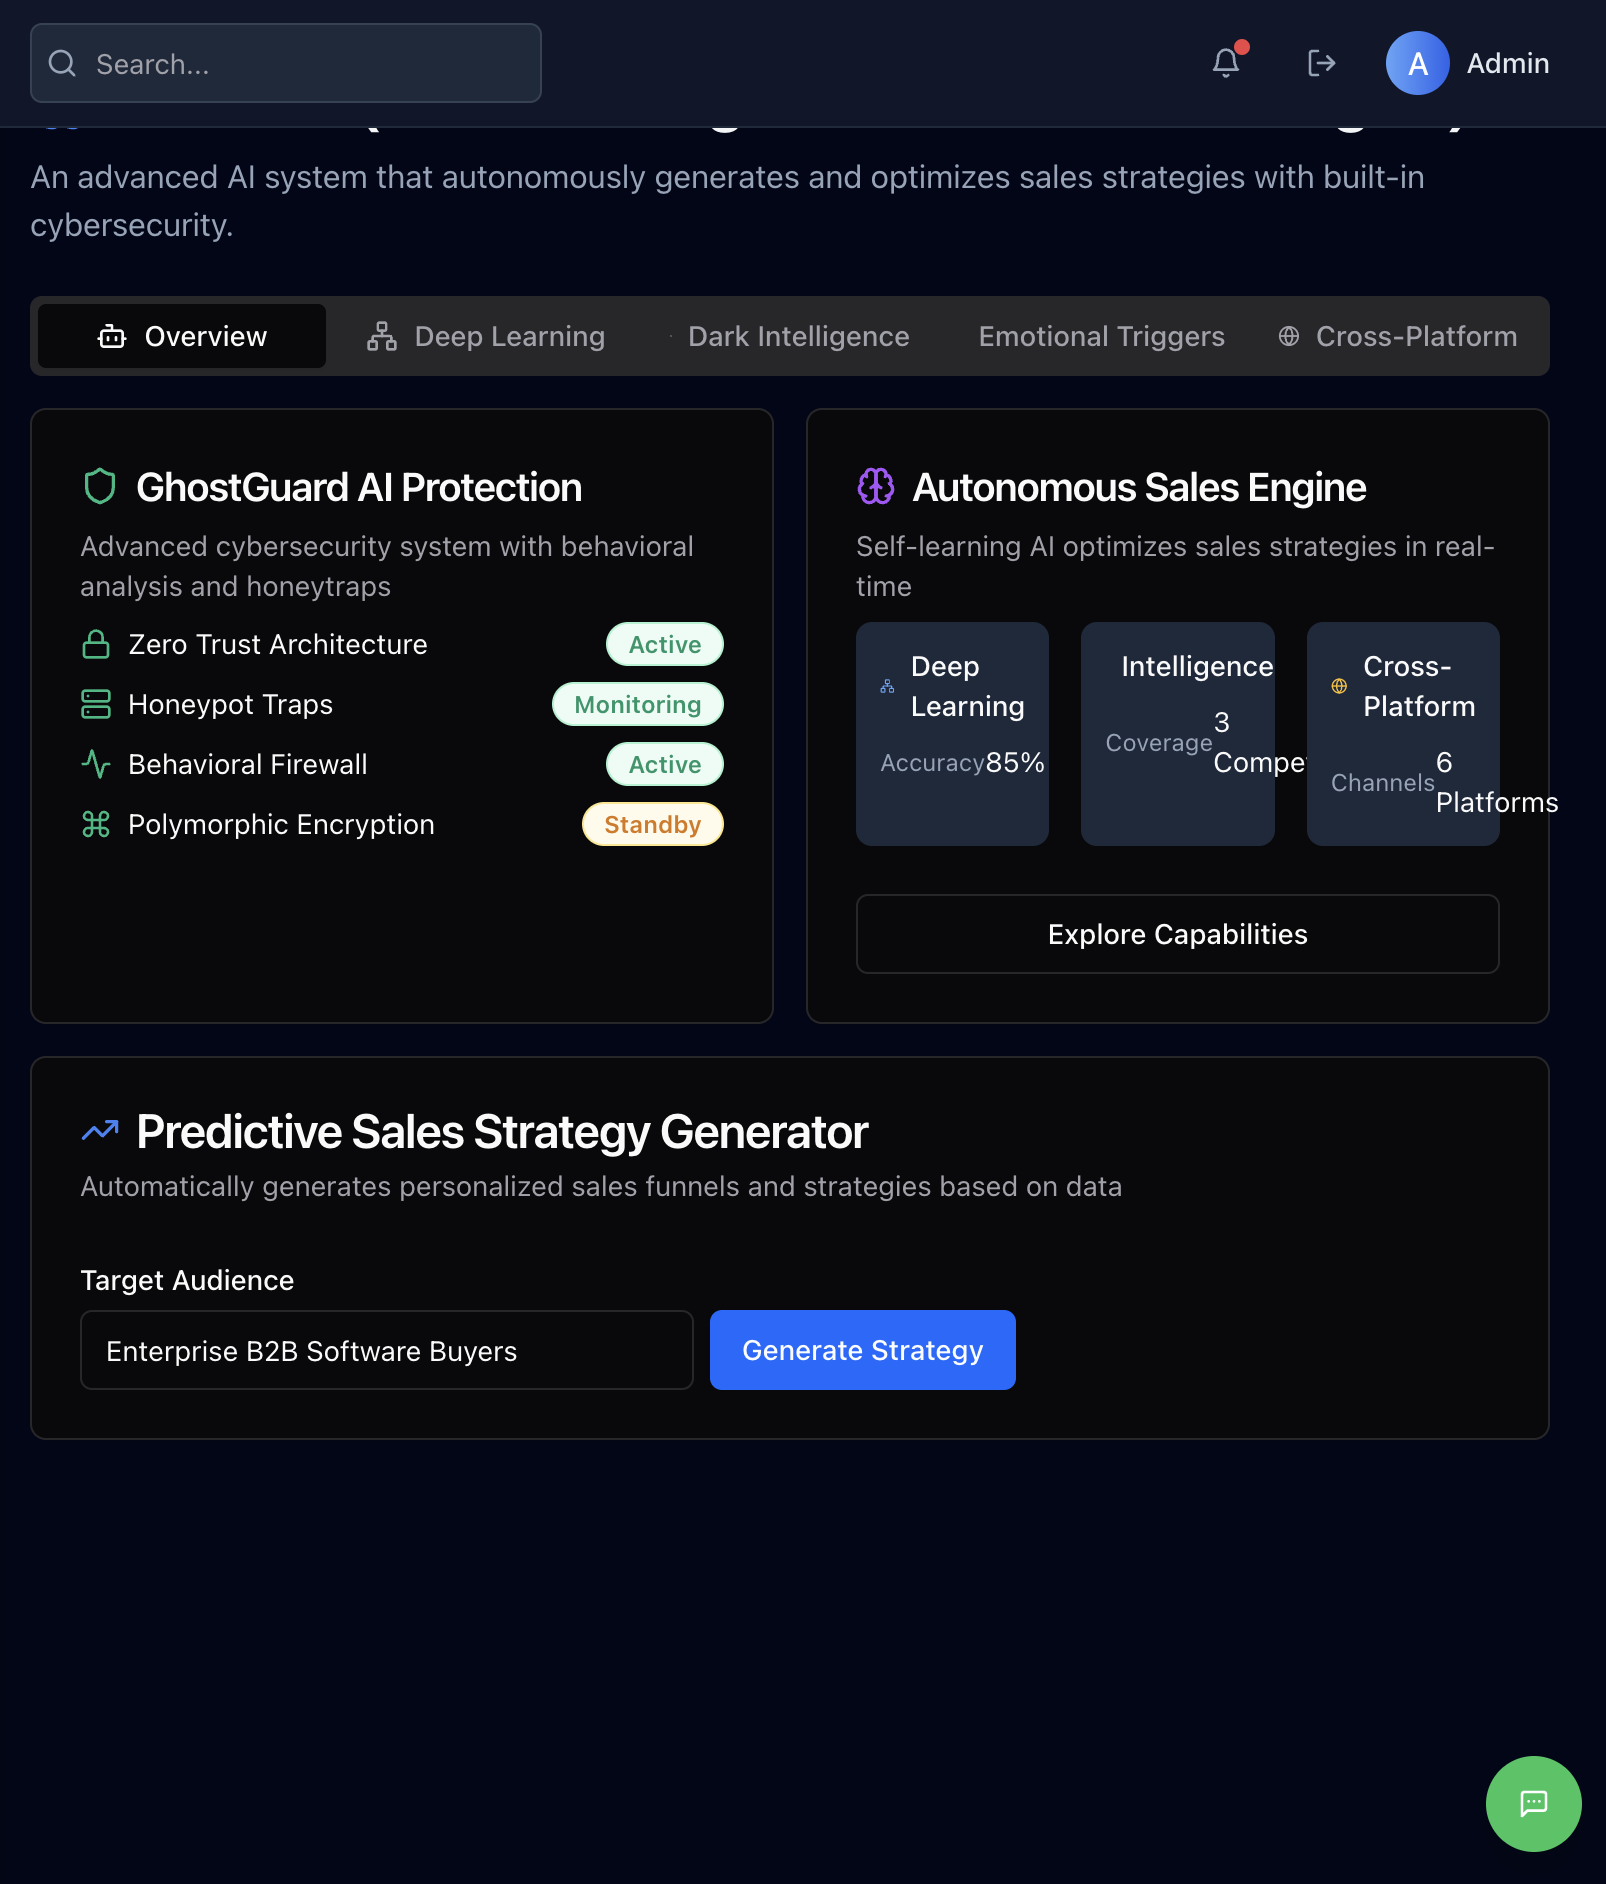 Search...
A
Admin
An advanced AI system that autonomously generates and optimizes sales strategies with built-in
cybersecurity.
Overview
Deep Learning
Dark Intelligence
Emotional Triggers
Cross-Platform
GhostGuard AI Protection
Advanced cybersecurity system with behavioral
analysis and honeytraps
Zero Trust Architecture
Active
Honeypot Traps
Monitoring
Behavioral Firewall
Active
Polymorphic Encryption
Standby
Autonomous Sales Engine
Self-learning AI optimizes sales strategies in real-
time
Deep
Learning
Accuracy
85%
Intelligence
Coverage
3
Cross-
Platform
Channels
6
Platforms
Explore Capabilities
Predictive Sales Strategy Generator
Automatically generates personalized sales funnels and strategies based on data
Target Audience
Enterprise B2B Software Buyers
Generate Strategy